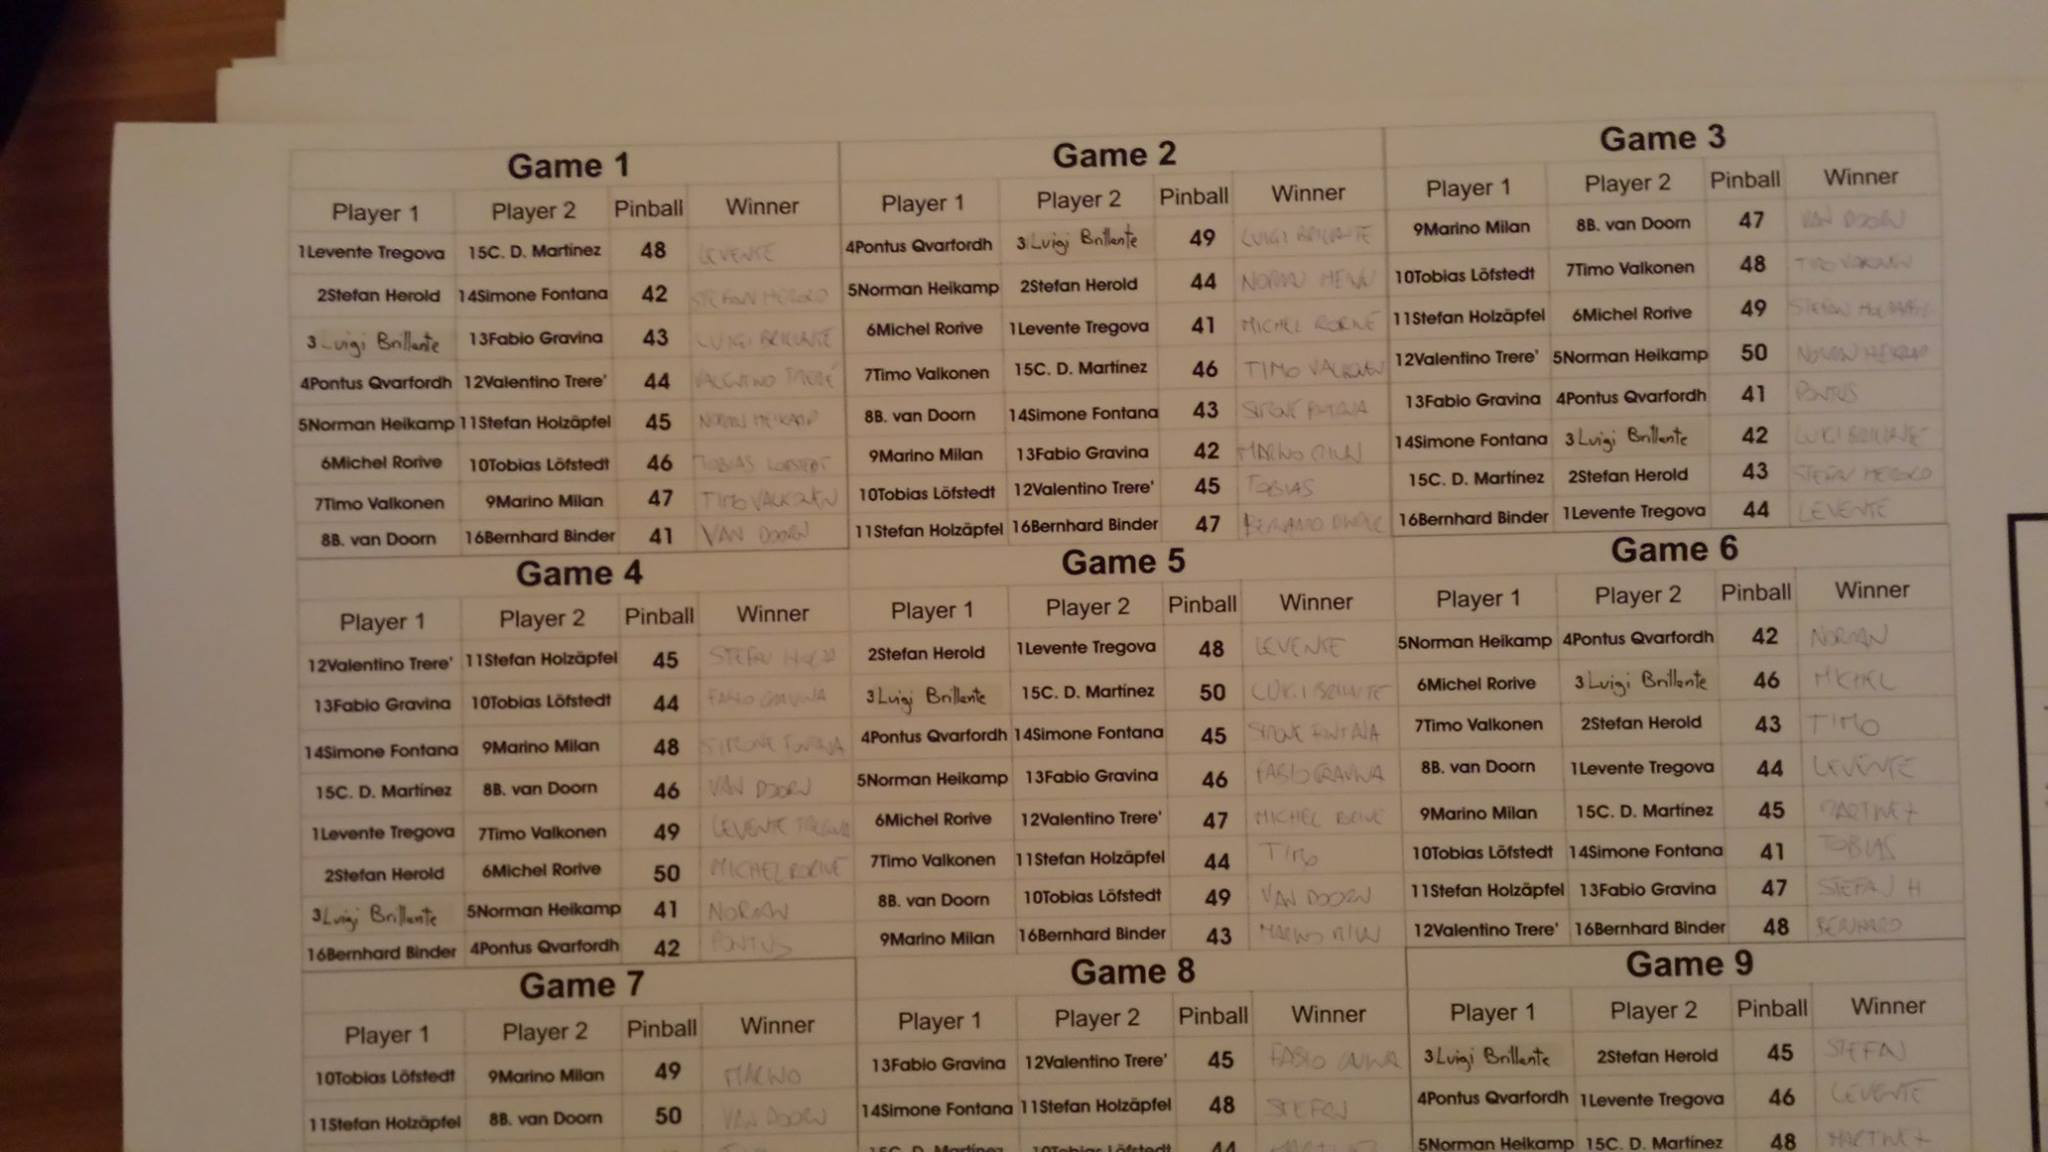 Game 1
Player 1 Player 2 Pinball Winner
1Levente Tregova 15C. D. Martínez 48 LEVENTE
2Stefan Herold 14Simone Fontana 42 STEFAN HEROLD
3 Luigi Brillante 13Fabio Gravina 43 LUIGI BRILLANTE
4Pontus Qvarfordh 12Valentino Trere' 44 VALENTINO TRERE'
5Norman Heikamp 11Stefan Holzäpfel 45 NORMAN HEIKAMP
6Michel Rorive 10Tobias Löfstedt 46 TOBIAS LOFSTEDT
7Timo Valkonen 9Marino Milan 47 TIMO VALKONEN
8B. van Doorn 16Bernhard Binder 41 VAN DOORN
Game 2
Player 1 Player 2 Pinball Winner
4Pontus Qvarfordh 3 Luigi Brillante 49 LUIGI BRILLANTE
5Norman Heikamp 2Stefan Herold 44 NORMAN
6Michel Rorive 1Levente Tregova 41 MICHEL RORIVE
7Timo Valkonen 15C. D. Martínez 46 TIMO VALKONEN
8B. van Doorn 14Simone Fontana 43 SIMONE FONTANA
9Marino Milan 13Fabio Gravina 42 MARINO MILAN
10Tobias Löfstedt 12Valentino Trere' 45 TOBIAS
11Stefan Holzäpfel 16Bernhard Binder 47 BERNHARD BINDER
Game 3
Player 1 Player 2 Pinball Winner
9Marino Milan 8B. van Doorn 47 VAN DOORN
10Tobias Löfstedt 7Timo Valkonen 48 TIMO VALKONEN
11Stefan Holzäpfel 6Michel Rorive 49 STEFAN HOLZAPFEL
12Valentino Trere' 5Norman Heikamp 50 NORMAN HEIKAMP
13Fabio Gravina 4Pontus Qvarfordh 41 PONTUS
14Simone Fontana 3 Luigi Brillante 42 LUIGI BRILLANTE
15C. D. Martínez 2Stefan Herold 43 STEFAN HEROLD
16Bernhard Binder 1Levente Tregova 44 LEVENTE
Game 4
Player 1 Player 2 Pinball Winner
12Valentino Trere' 11Stefan Holzäpfel 45 STEFAN
13Fabio Gravina 10Tobias Löfstedt 44 FABIO GRAVINA
14Simone Fontana 9Marino Milan 48 SIMONE FONTANA
15C. D. Martínez 8B. van Doorn 46 VAN DOORN
1Levente Tregova 7Timo Valkonen 49 LEVENTE TREGOVA
2Stefan Herold 6Michel Rorive 50 MICHEL RORIVE
3 Luigi Brillante 5Norman Heikamp 41 NORMAN
16Bernhard Binder 4Pontus Qvarfordh 42 PONTUS
Game 5
Player 1 Player 2 Pinball Winner
2Stefan Herold 1Levente Tregova 48 LEVENTE
3 Luigi Brillante 15C. D. Martínez 50 LUIGI BRILLANTE
4Pontus Qvarfordh 14Simone Fontana 45 SIMONE FONTANA
5Norman Heikamp 13Fabio Gravina 46 FABIO GRAVINA
6Michel Rorive 12Valentino Trere' 47 MICHEL
7Timo Valkonen 11Stefan Holzäpfel 44 TIMO
8B. van Doorn 10Tobias Löfstedt 49 VAN DOORN
9Marino Milan 16Bernhard Binder 43 MARINO MILAN
Game 6
Player 1 Player 2 Pinball Winner
5Norman Heikamp 4Pontus Qvarfordh 42 NORMAN
6Michel Rorive 3 Luigi Brillante 46 MICHEL
7Timo Valkonen 2Stefan Herold 43 TIMO
8B. van Doorn 1Levente Tregova 44 LEVENTE
9Marino Milan 15C. D. Martínez 45 MARTINEZ
10Tobias Löfstedt 14Simone Fontana 41 TOBIAS
11Stefan Holzäpfel 13Fabio Gravina 47 STEFAN H
12Valentino Trere' 16Bernhard Binder 48 BERNHARD
Game 7
Player 1 Player 2 Pinball Winner
10Tobias Löfstedt 9Marino Milan 49 MARINO
11Stefan Holzäpfel 8B. van Doorn 50 VAN DOORN
Game 8
Player 1 Player 2 Pinball Winner
13Fabio Gravina 12Valentino Trere' 45 FABIO
14Simone Fontana 11Stefan Holzäpfel 48 STEFAN
15C. D. Martínez 10Tobias Löfstedt 44 MARTINEZ
Game 9
Player 1 Player 2 Pinball Winner
3 Luigi Brillante 2Stefan Herold 45 STEFAN
4Pontus Qvarfordh 1Levente Tregova 46 LEVENTE
5Norman Heikamp 15C. D. Martínez 48 MARTINEZ